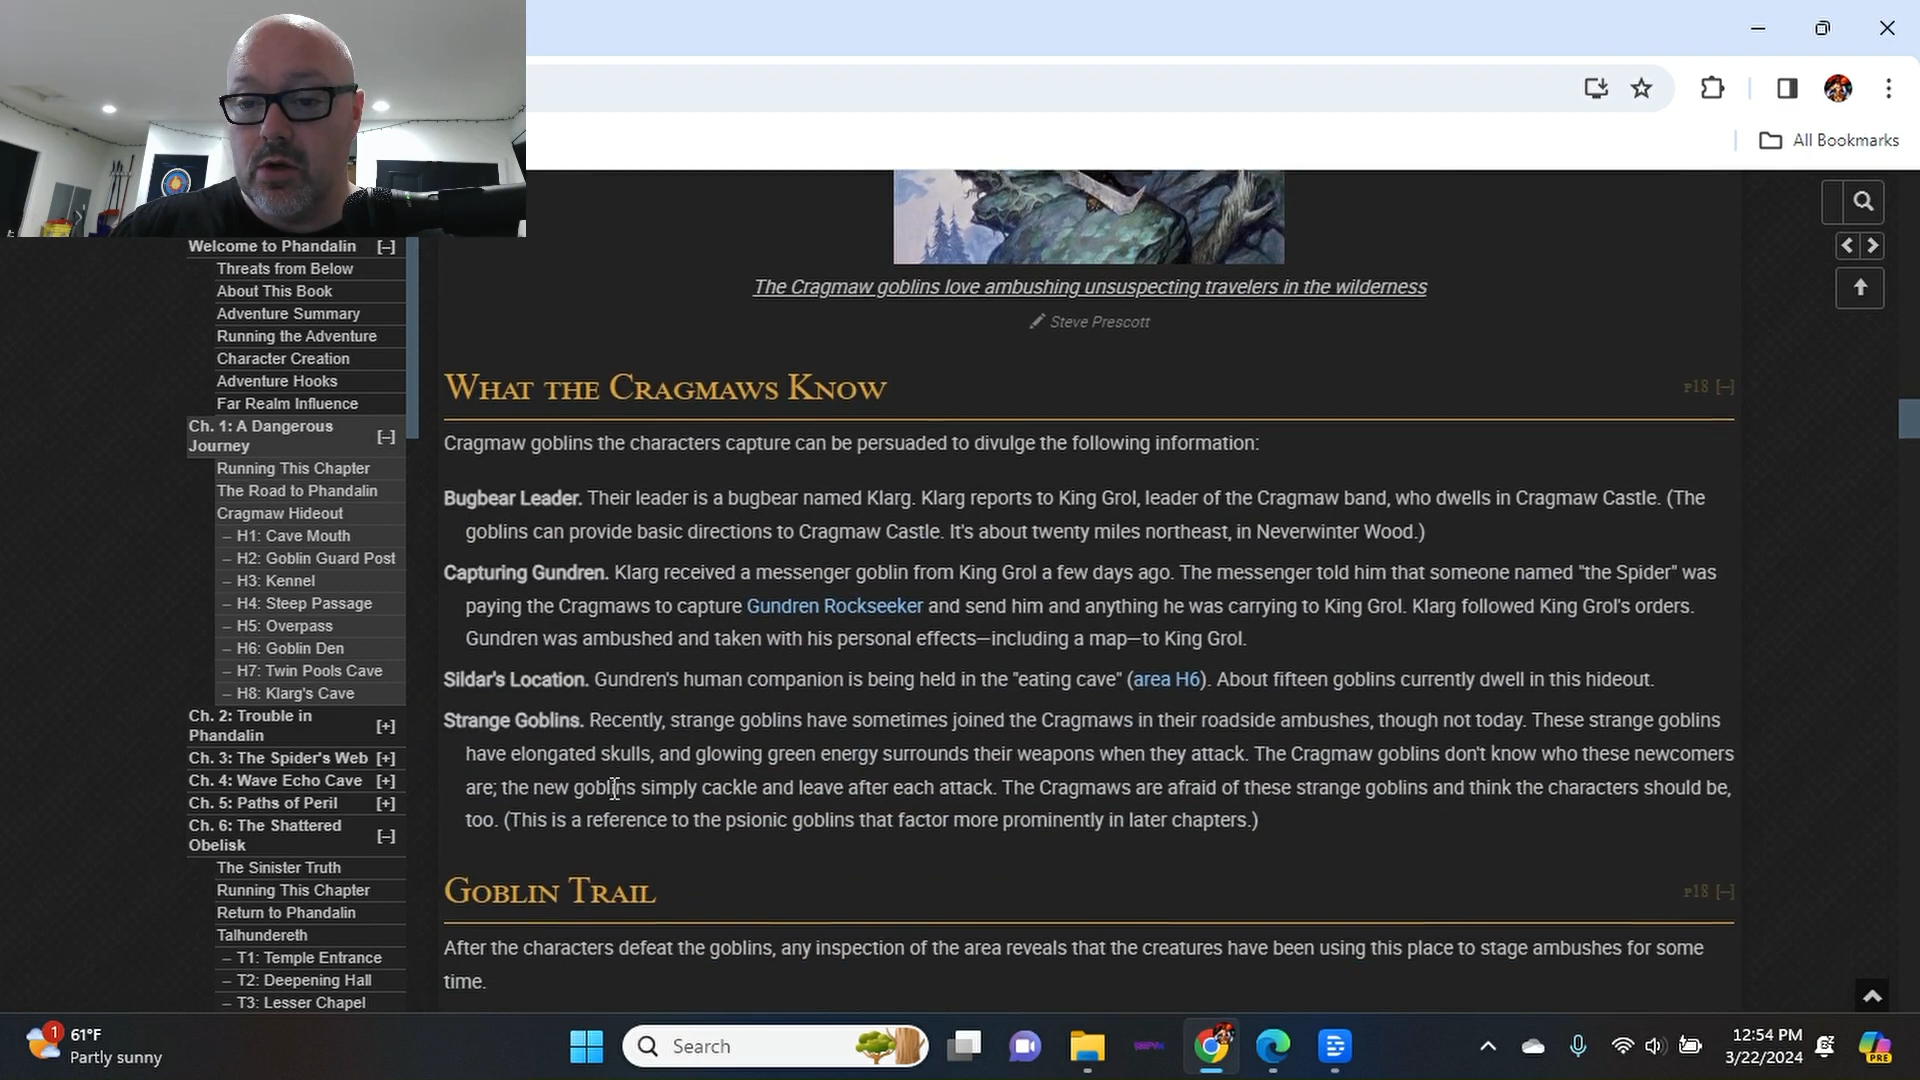 All Bookmarks
Welcome to Phandalin [–]
Threats from Below
About This Book
Adventure Summary
Running the Adventure
Character Creation
Adventure Hooks
Far Realm Influence
Ch. 1: A Dangerous
Journey [–]
Running This Chapter
The Road to Phandalin
Cragmaw Hideout
– H1: Cave Mouth
– H2: Goblin Guard Post
– H3: Kennel
– H4: Steep Passage
– H5: Overpass
– H6: Goblin Den
– H7: Twin Pools Cave
– H8: Klarg's Cave
Ch. 2: Trouble in
Phandalin [+]
Ch. 3: The Spider's Web [+]
Ch. 4: Wave Echo Cave [+]
Ch. 5: Paths of Peril [+]
Ch. 6: The Shattered
Obelisk [–]
The Sinister Truth
Running This Chapter
Return to Phandalin
Talhundereth
– T1: Temple Entrance
– T2: Deepening Hall
– T3: Lesser Chapel
The Cragmaw goblins love ambushing unsuspecting travelers in the wilderness
Steve Prescott
What the Cragmaws Know p18 [–]
Cragmaw goblins the characters capture can be persuaded to divulge the following information:
Bugbear Leader. Their leader is a bugbear named Klarg. Klarg reports to King Grol, leader of the Cragmaw band, who dwells in Cragmaw Castle. (The
goblins can provide basic directions to Cragmaw Castle. It's about twenty miles northeast, in Neverwinter Wood.)
Capturing Gundren. Klarg received a messenger goblin from King Grol a few days ago. The messenger told him that someone named "the Spider" was
paying the Cragmaws to capture Gundren Rockseeker and send him and anything he was carrying to King Grol. Klarg followed King Grol's orders.
Gundren was ambushed and taken with his personal effects—including a map—to King Grol.
Sildar's Location. Gundren's human companion is being held in the "eating cave" (area H6). About fifteen goblins currently dwell in this hideout.
Strange Goblins. Recently, strange goblins have sometimes joined the Cragmaws in their roadside ambushes, though not today. These strange goblins
have elongated skulls, and glowing green energy surrounds their weapons when they attack. The Cragmaw goblins don't know who these newcomers
are; the new goblins simply cackle and leave after each attack. The Cragmaws are afraid of these strange goblins and think the characters should be,
too. (This is a reference to the psionic goblins that factor more prominently in later chapters.)
Goblin Trail p18 [–]
After the characters defeat the goblins, any inspection of the area reveals that the creatures have been using this place to stage ambushes for some
time.
1
61°F
Partly sunny
Search
12:54 PM
3/22/2024
PRE